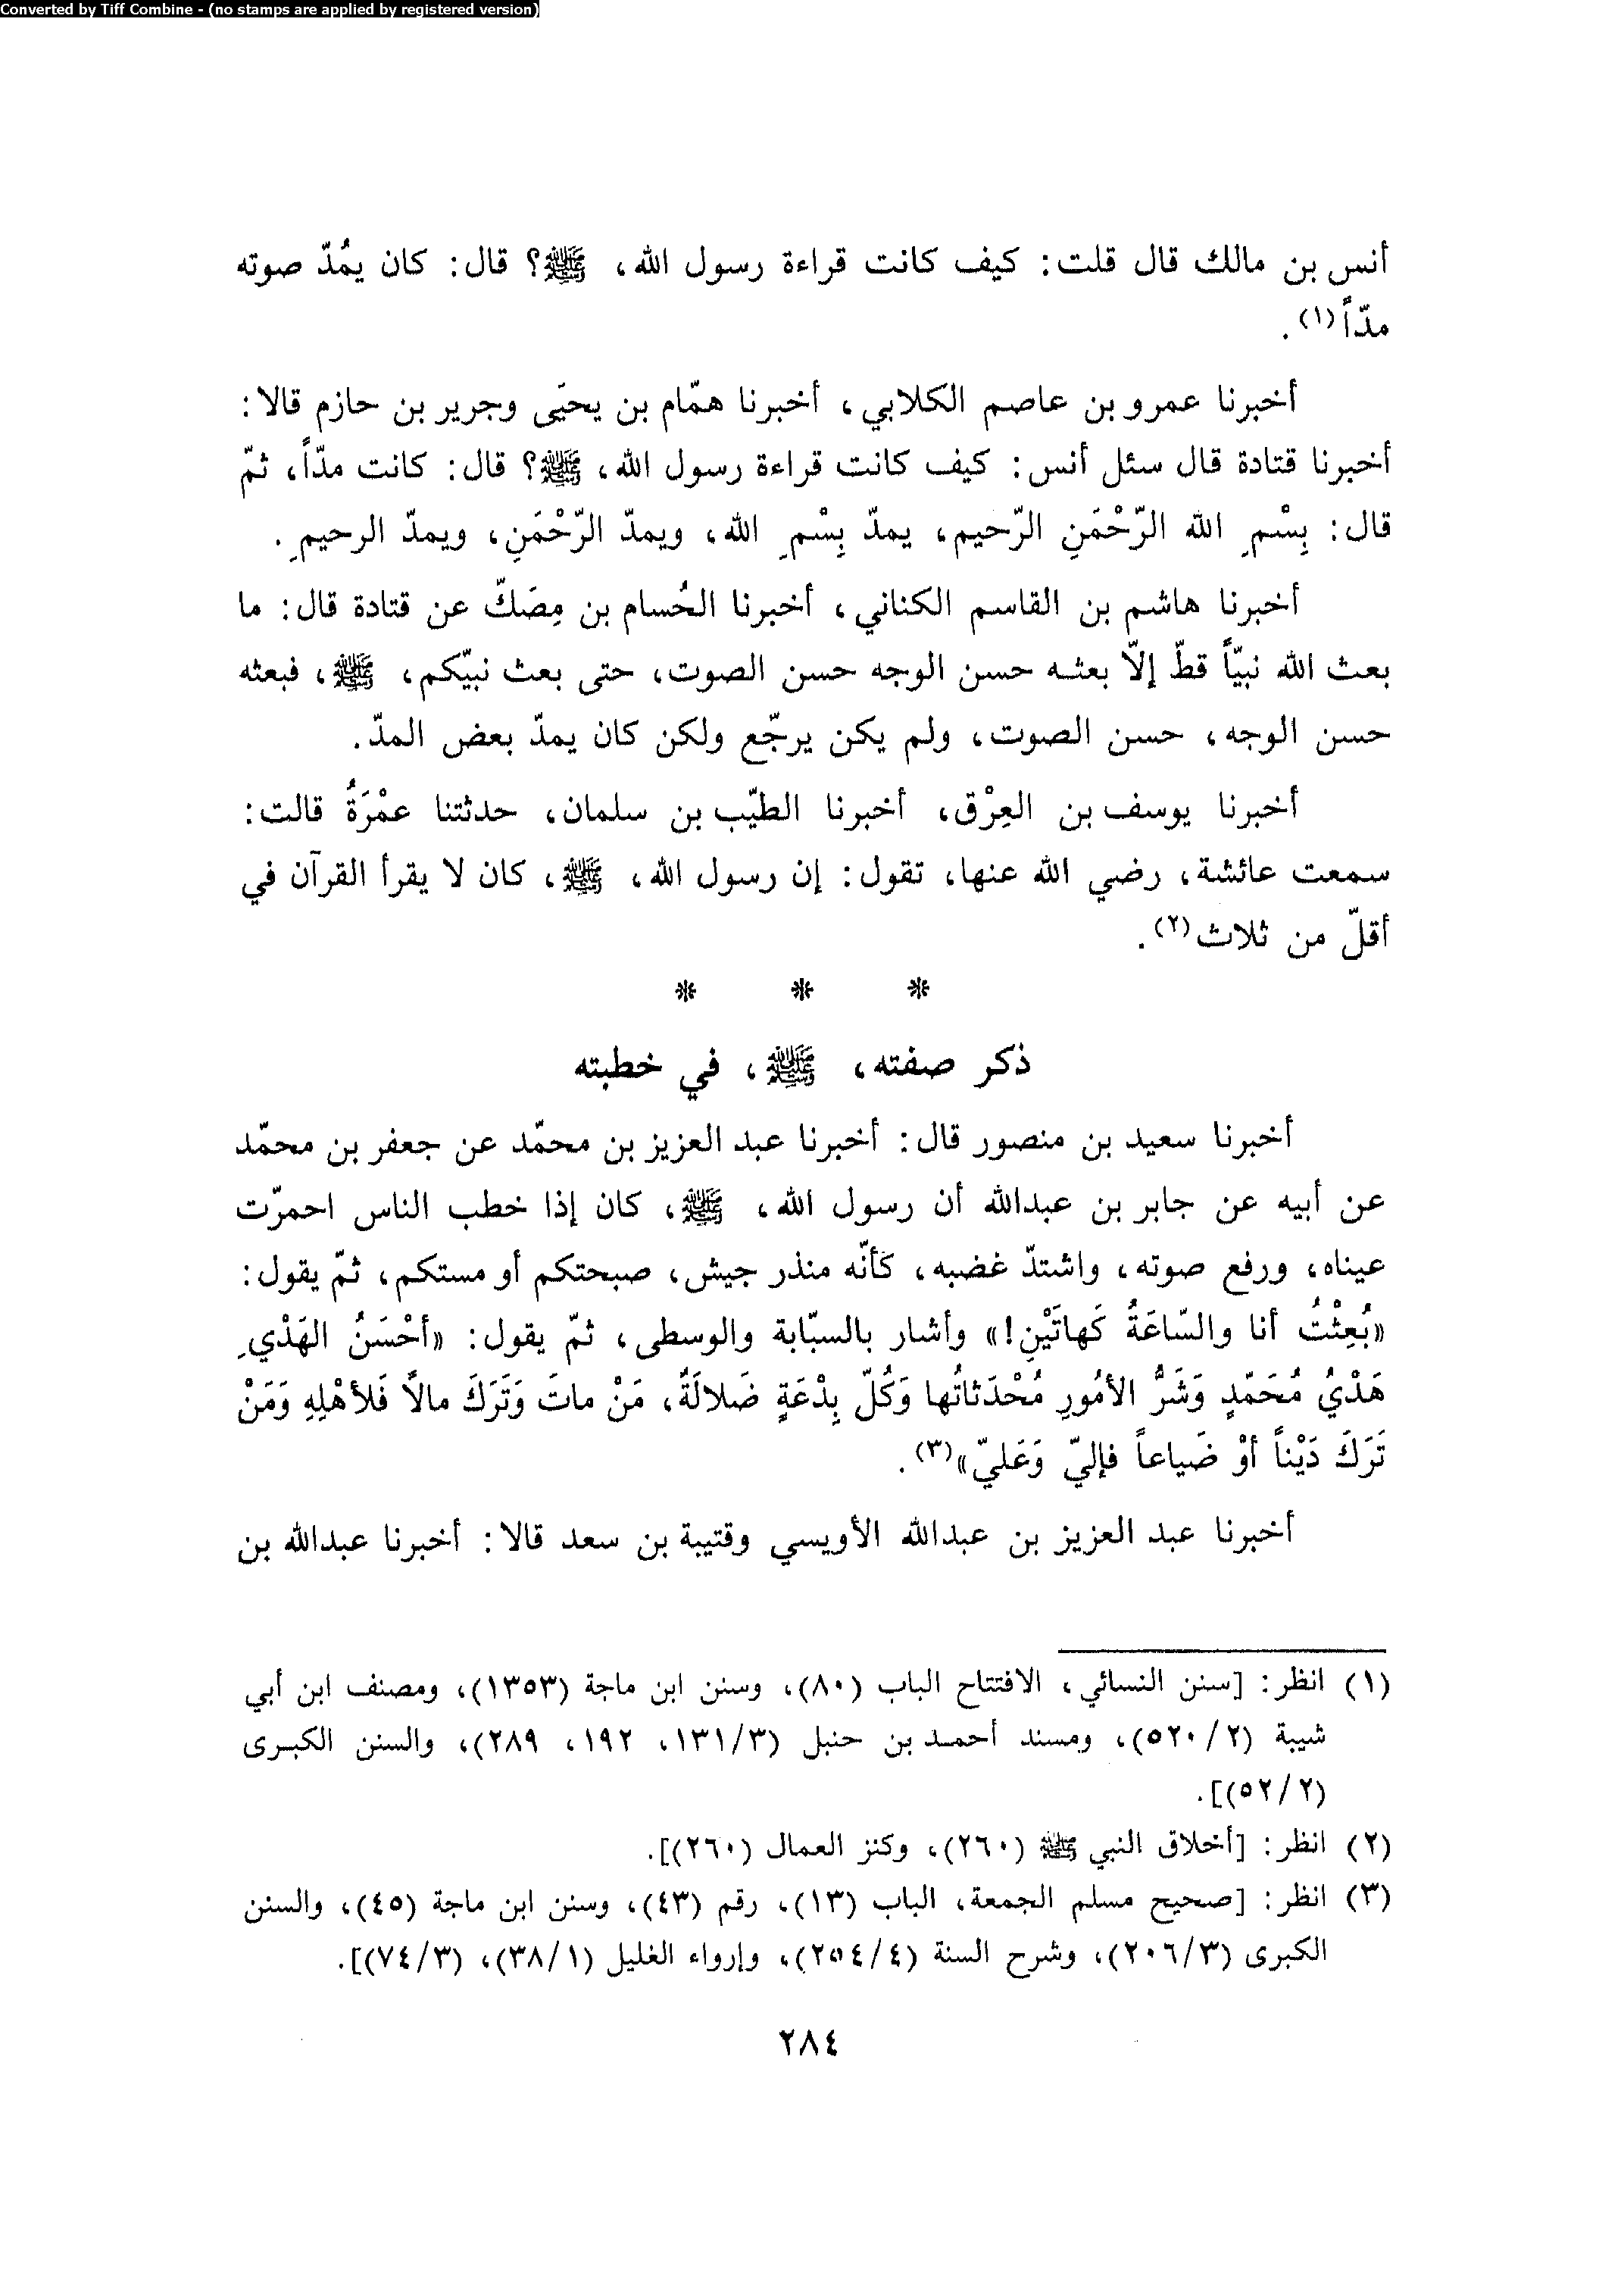 Converted by Tiff Combine - (no stamps are applied by registered version)
أنس بن مالك قال قلت: كيف كانت قراءة رسول الله، ﷺ؟ قال: كان يمُدّ صوته
مدّاً(١).
أخبرنا عمرو بن عاصم الكلابي، أخبرنا همّام بن يحيَى وجرير بن حازم قالا:
أخبرنا قتادة قال سئل أنس: كيف كانت قراءة رسول الله، ﷺ؟ قال: كانت مدّاً، ثمّ
قال: بِسْمِ الله الرّحْمَنِ الرّحيم، يمدّ بِسْمِ الله، ويمدّ الرّحْمَنِ، ويمدّ الرحيمِ.
أخبرنا هاشم بن القاسم الكناني، أخبرنا الحُسام بن مِصَكّ عن قتادة قال: ما
بعث الله نبيّاً قطّ إلّا بعثه حسن الوجه حسن الصوت، حتى بعث نبيّكم، ﷺ، فبعثه
حسن الوجه، حسن الصوت، ولم يكن يرجّع ولكن كان يمدّ بعض المدّ.
أخبرنا يوسف بن العِرْق، أخبرنا الطيّب بن سلمان، حدثتنا عمْرَةُ قالت:
سمعت عائشة، رضي الله عنها، تقول: إن رسول الله، ﷺ، كان لا يقرأ القرآن في
أقلّ من ثلاث(٢).
* * *
ذكر صفته، ﷺ، في خطبته
أخبرنا سعيد بن منصور قال: أخبرنا عبد العزيز بن محمّد عن جعفر بن محمّد
عن أبيه عن جابر بن عبدالله أن رسول الله، ﷺ، كان إذا خطب الناس احمرّت
عيناه، ورفع صوته، واشتدّ غضبه، كأنّه منذر جيش، صبحتكم أو مستكم، ثمّ يقول:
«بُعِثْتُ أنا والسّاعَةُ كَهاتَيْنِ!» وأشار بالسبّابة والوسطى، ثمّ يقول: «أحْسَنُ الهَدْيِ
هَدْيُ مُحَمّدٍ وَشَرُّ الأمُورِ مُحْدَثاتُها وَكُلّ بِدْعَةٍ ضَلالَةٌ، مَنْ ماتَ وَتَرَكَ مالاً فَلأهْلِهِ وَمَنْ
تَرَكَ دَيْناً أوْ ضَياعاً فإليّ وَعَليّ»(٣).
أخبرنا عبد العزيز بن عبدالله الأويسي وقتيبة بن سعد قالا: أخبرنا عبدالله بن
(١) انظر: [سنن النسائي، الافتتاح الباب (٨٠)، وسنن ابن ماجة (١٣٥٣)، ومصنف ابن أبي
شيبة (٢/ ٥٢٠)، ومسند أحمد بن حنبل (٣/ ١٣١، ١٩٢، ٢٨٩)، والسنن الكبرى
(٢/ ٥٢)].
(٢) انظر: [أخلاق النبي ﷺ (٢٦٠)، وكنز العمال (٢٦٠)].
(٣) انظر: [صحيح مسلم الجمعة، الباب (١٣)، رقم (٤٣)، وسنن ابن ماجة (٤٥)، والسنن
الكبرى (٣/ ٢٠٦)، وشرح السنة (٤/ ٢٥٤)، وإرواء الغليل (١/ ٣٨)، (٣/ ٧٤)].
٢٨٤